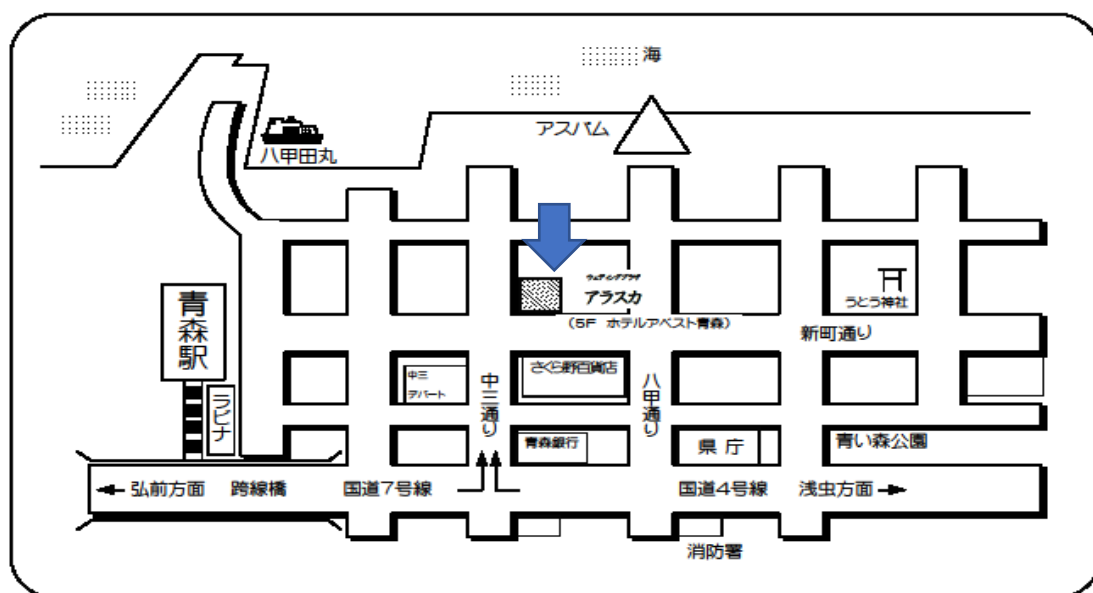 海
アスパム
八甲田丸
ウェディングプラザ
アラスカ
(5F ホテルアベスト青森)
うとう神社
新町通り
青森駅
ラビナ
中三
デパート
中三通り
さくら野百貨店
八甲通り
青森銀行
県庁
青い森公園
弘前方面 跨線橋 国道7号線
国道4号線 浅虫方面
消防署